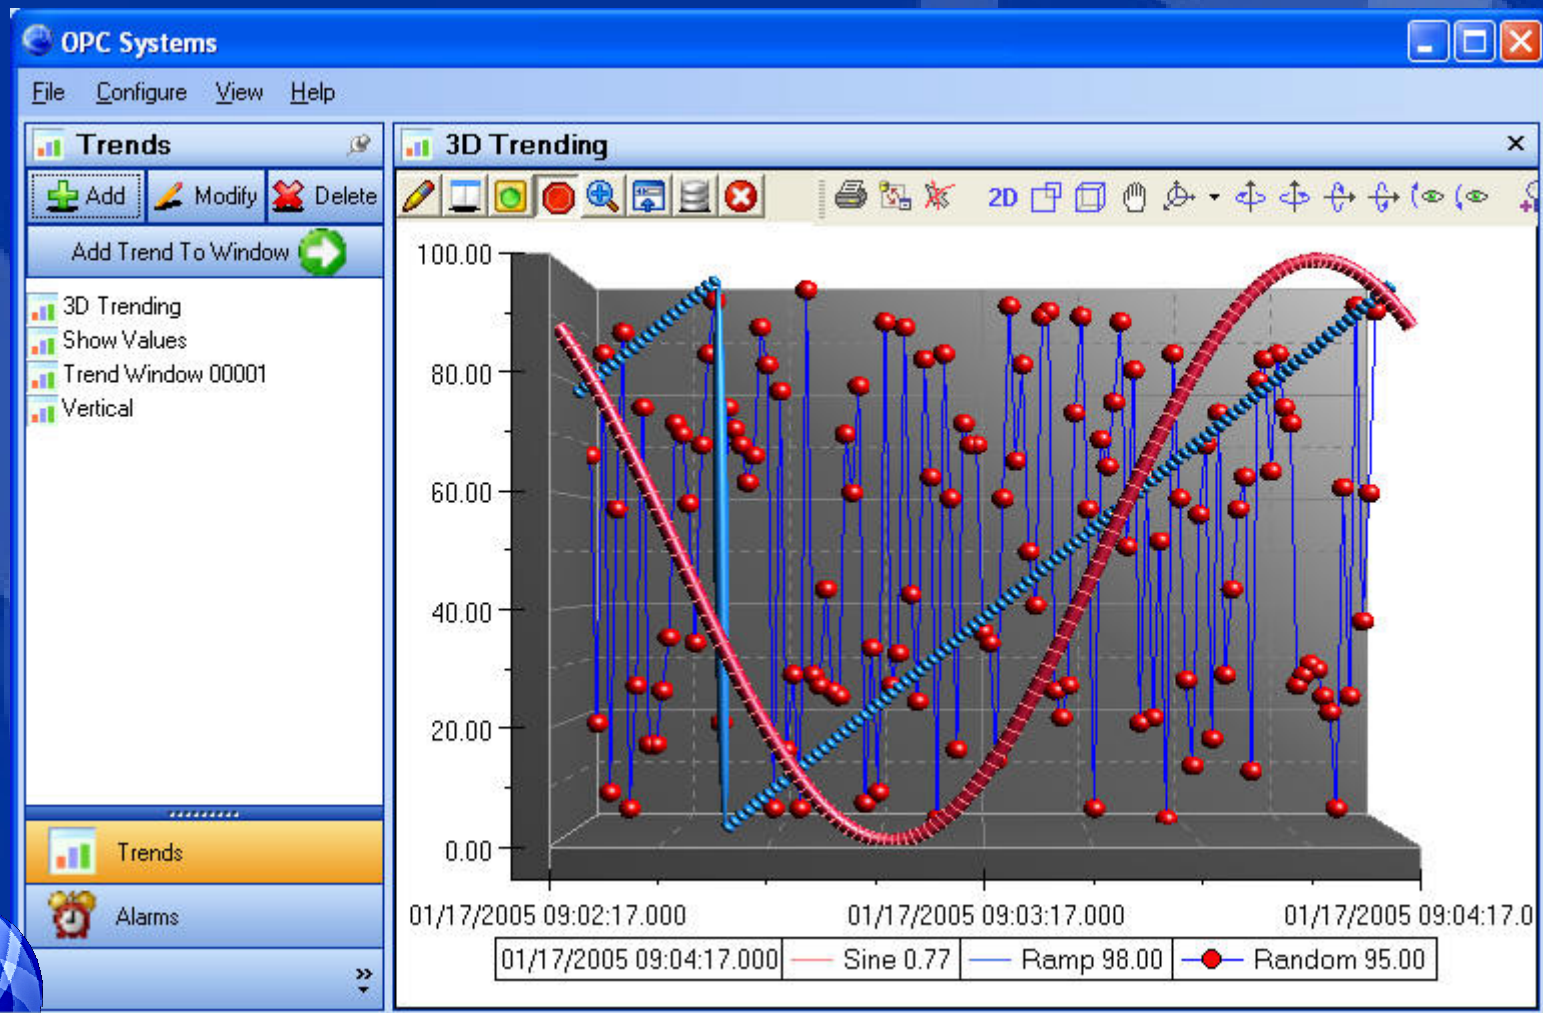 OPC Systems
File Configure View Help
Trends
Add Modify Delete
Add Trend To Window
3D Trending
Show Values
Trend Window 00001
Vertical
Trends
Alarms
3D Trending
2D
100.00
80.00
60.00
40.00
20.00
0.00
01/17/2005 09:02:17.000 01/17/2005 09:03:17.000 01/17/2005 09:04:17.0
01/17/2005 09:04:17.000 Sine 0.77 Ramp 98.00 Random 95.00